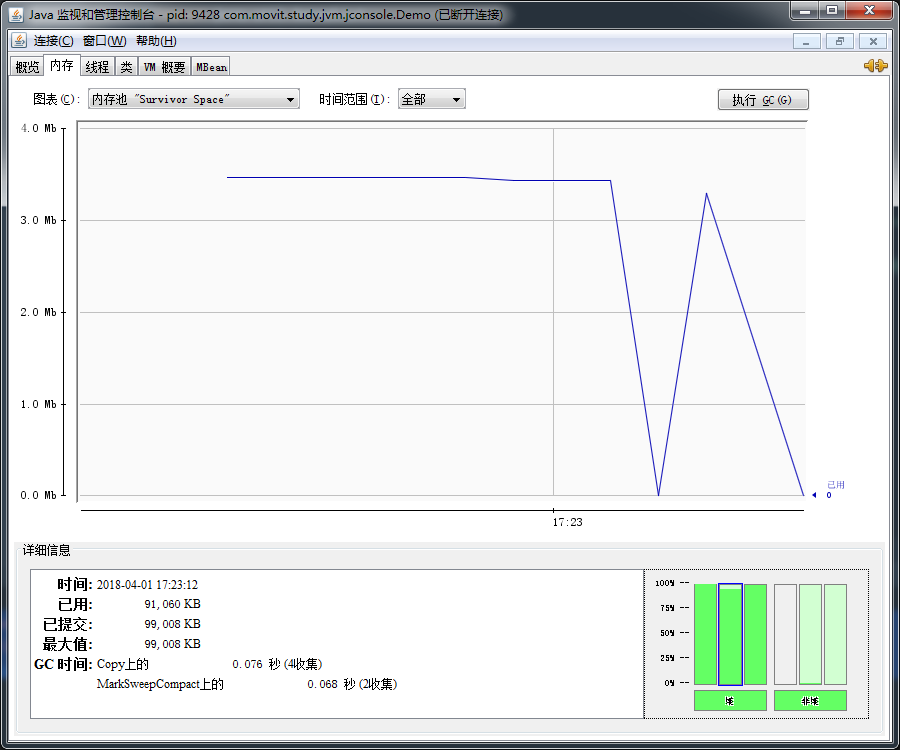 Java 监视和管理控制台 - pid: 9428 com.movit.study.jvm.jconsole.Demo (已断开连接)
连接(C) 窗口(W) 帮助(H)
概览 内存 线程 类 VM 概要 MBean
图表(C): 内存池 "Survivor Space" 时间范围(I): 全部 执行 GC(G)
4.0 Mb
3.0 Mb
2.0 Mb
1.0 Mb
0.0 Mb
已用
0
17:23
详细信息
时间: 2018-04-01 17:23:12
已用: 91,060 KB
已提交: 99,008 KB
最大值: 99,008 KB
GC 时间: Copy上的 0.076 秒 (4收集)
MarkSweepCompact上的 0.068 秒 (2收集)
100% --
75% --
50% --
25% --
0% --
堆 非堆